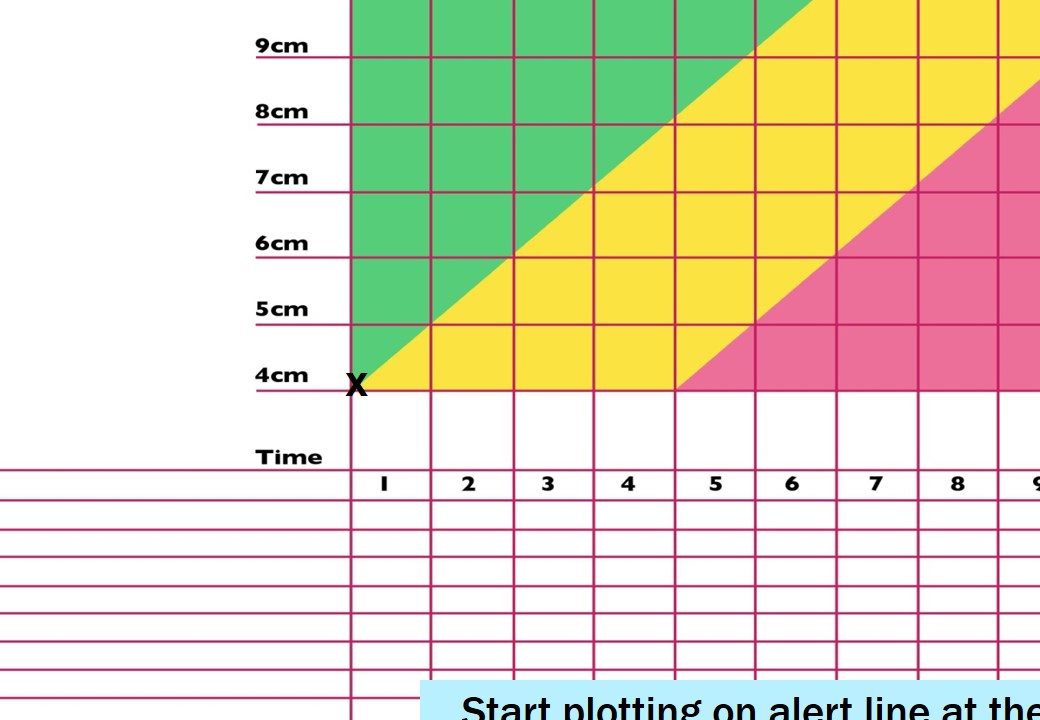 9cm
8cm
7cm
6cm
5cm
4cm
X
Time
1 2 3 4 5 6 7 8
Start plotting on alert line at the